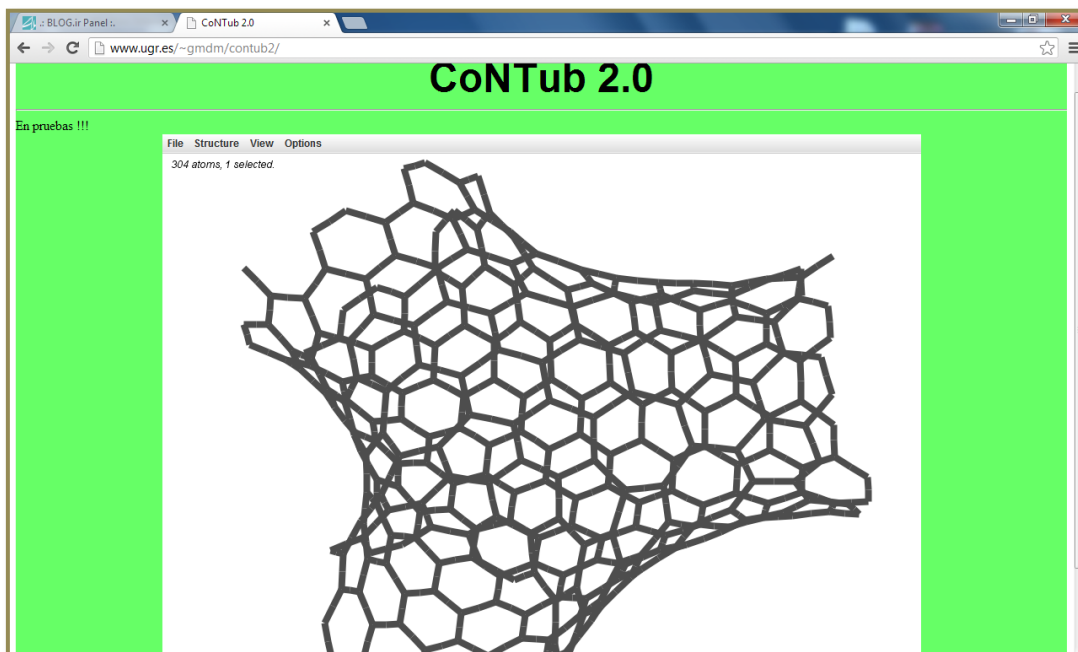 .: BLOG.ir Panel :.
CoNTub 2.0
www.ugr.es/~gmdm/contub2/
CoNTub 2.0
En pruebas !!!
File Structure View Options
304 atoms, 1 selected.